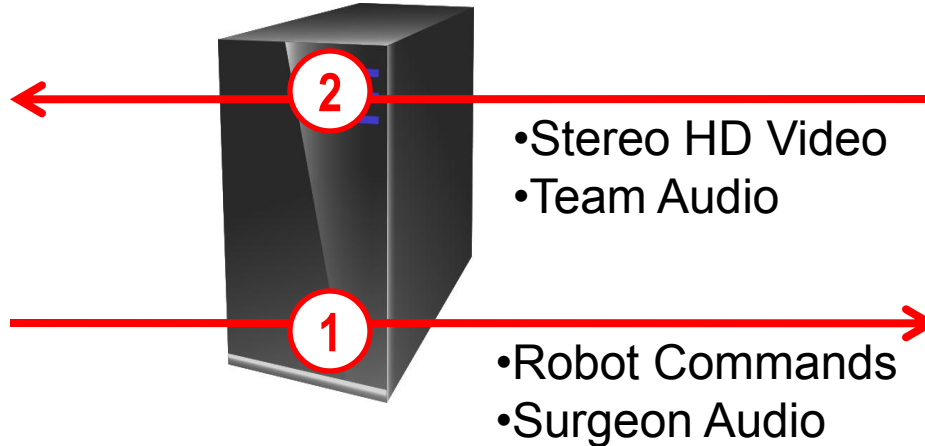 2
•Stereo HD Video
•Team Audio
1
•Robot Commands
•Surgeon Audio